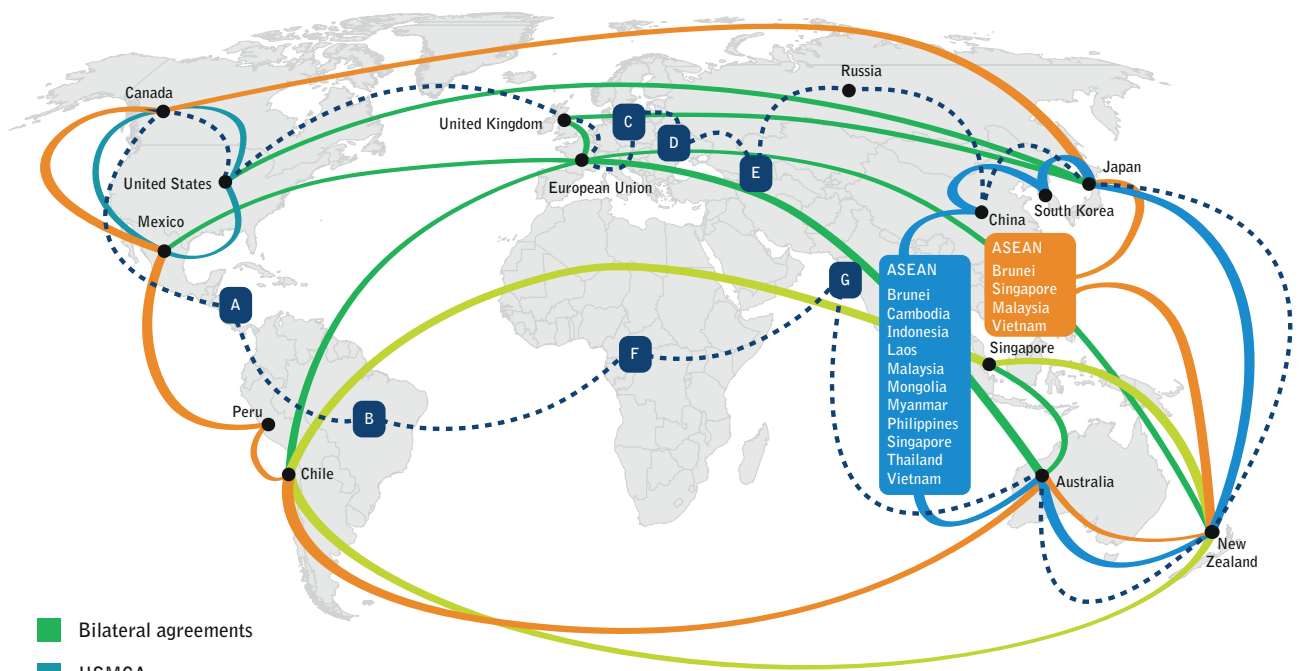 Russia
Canada
United Kingdom
C
D
E
European Union
United States
Mexico
Japan
South Korea
China
ASEAN
Brunei
Singapore
Malaysia
Vietnam
ASEAN
Brunei
Cambodia
Indonesia
Laos
Malaysia
Mongolia
Myanmar
Philippines
Singapore
Thailand
Vietnam
G
A
F
B
Singapore
Peru
Chile
Australia
New
Zealand
Bilateral agreements
USMCA